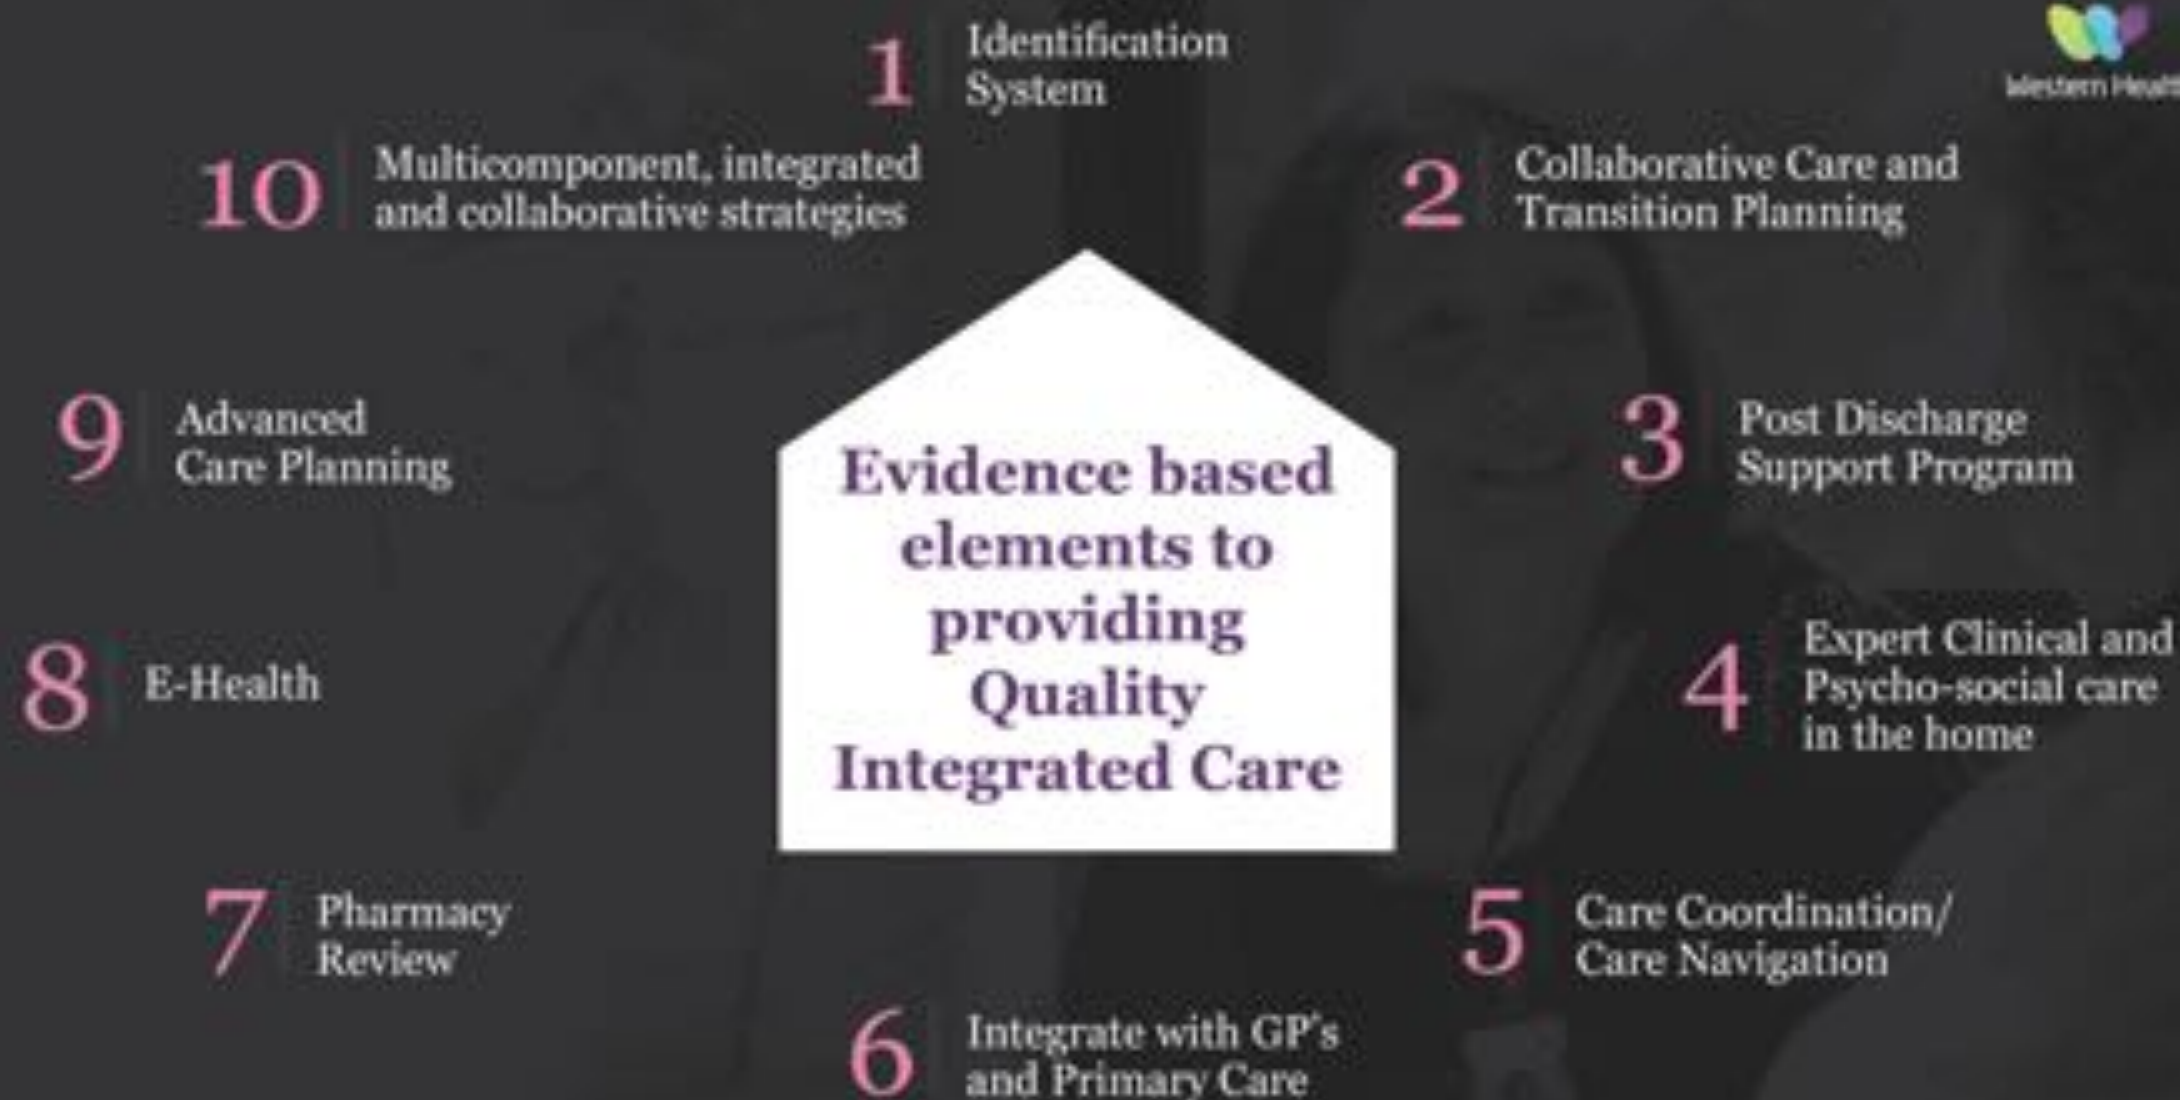 1
Identification
System
Western Health
10
Multicomponent, integrated
and collaborative strategies
2
Collaborative Care and
Transition Planning
9
Advanced
Care Planning
Evidence based
elements to
providing
Quality
Integrated Care
3
Post Discharge
Support Program
8
E-Health
4
Expert Clinical and
Psycho-social care
in the home
7
Pharmacy
Review
5
Care Coordination/
Care Navigation
6
Integrate with GP's
and Primary Care